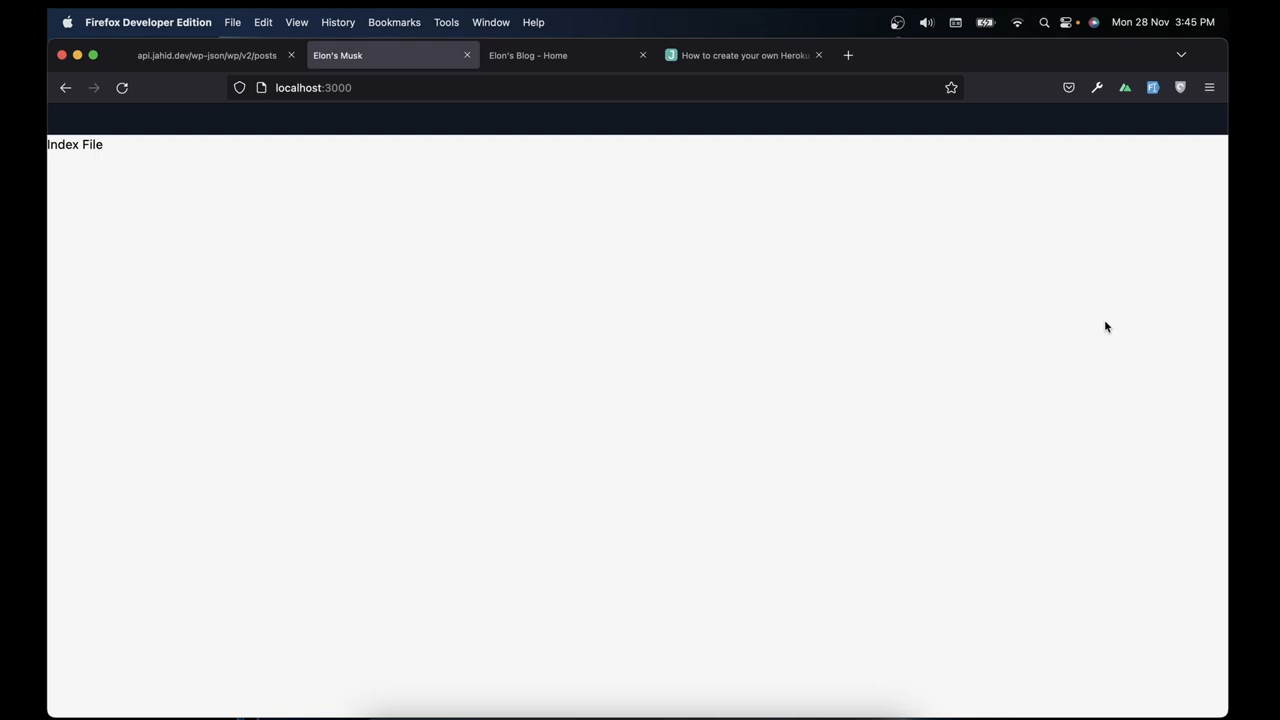 Firefox Developer Edition File Edit View History Bookmarks Tools Window Help Mon 28 Nov 3:45 PM
api.jahid.dev/wp-json/wp/v2/posts Elon's Musk Elon's Blog - Home How to create your own Heroku
localhost:3000
Index File